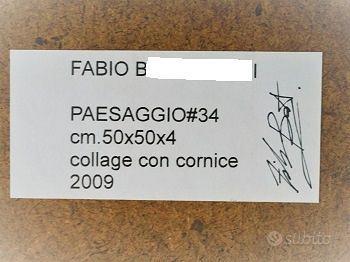 FABIO B I
PAESAGGIO#34
cm.50x50x4
collage con cornice
2009
subito